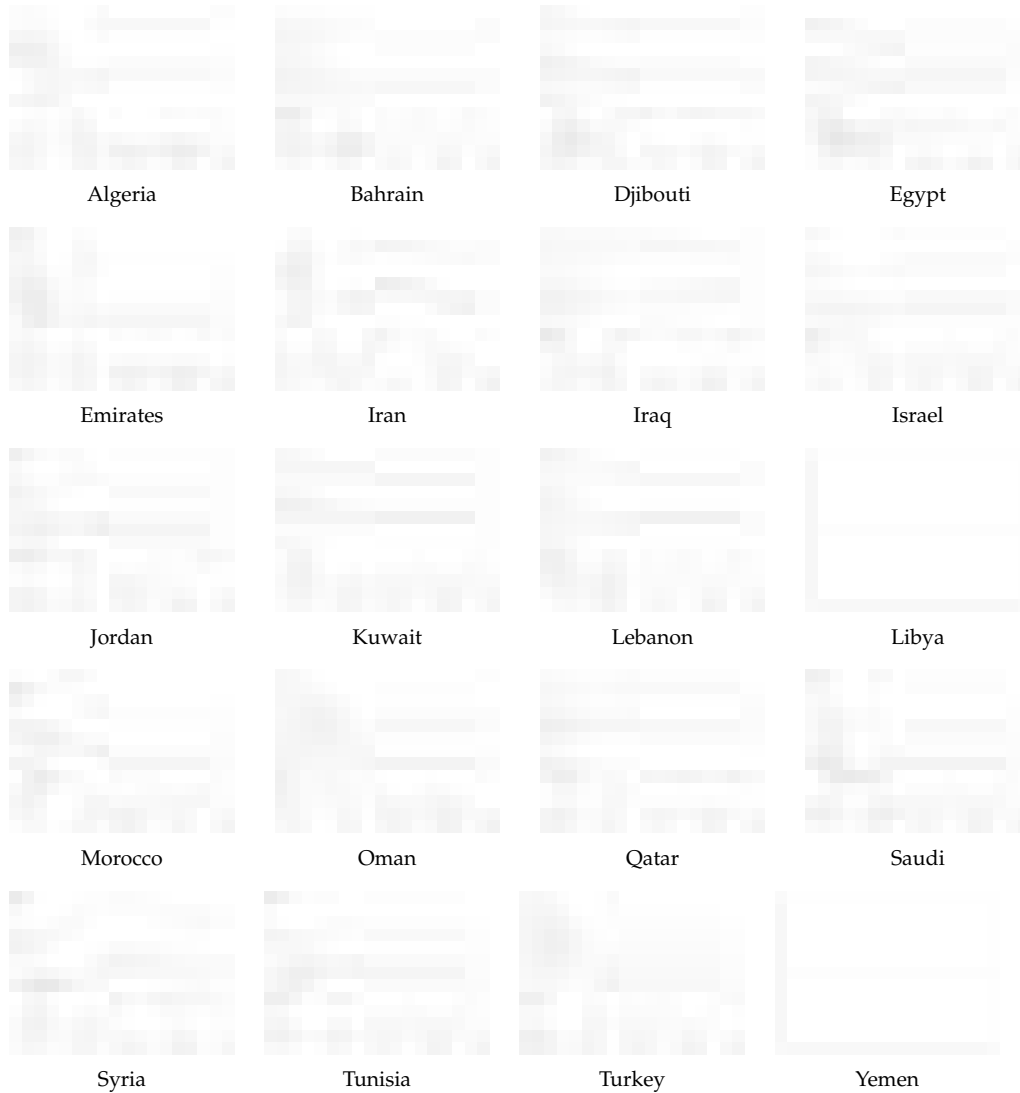 Algeria Bahrain Djibouti Egypt
Emirates Iran Iraq Israel
Jordan Kuwait Lebanon Libya
Morocco Oman Qatar Saudi
Syria Tunisia Turkey Yemen